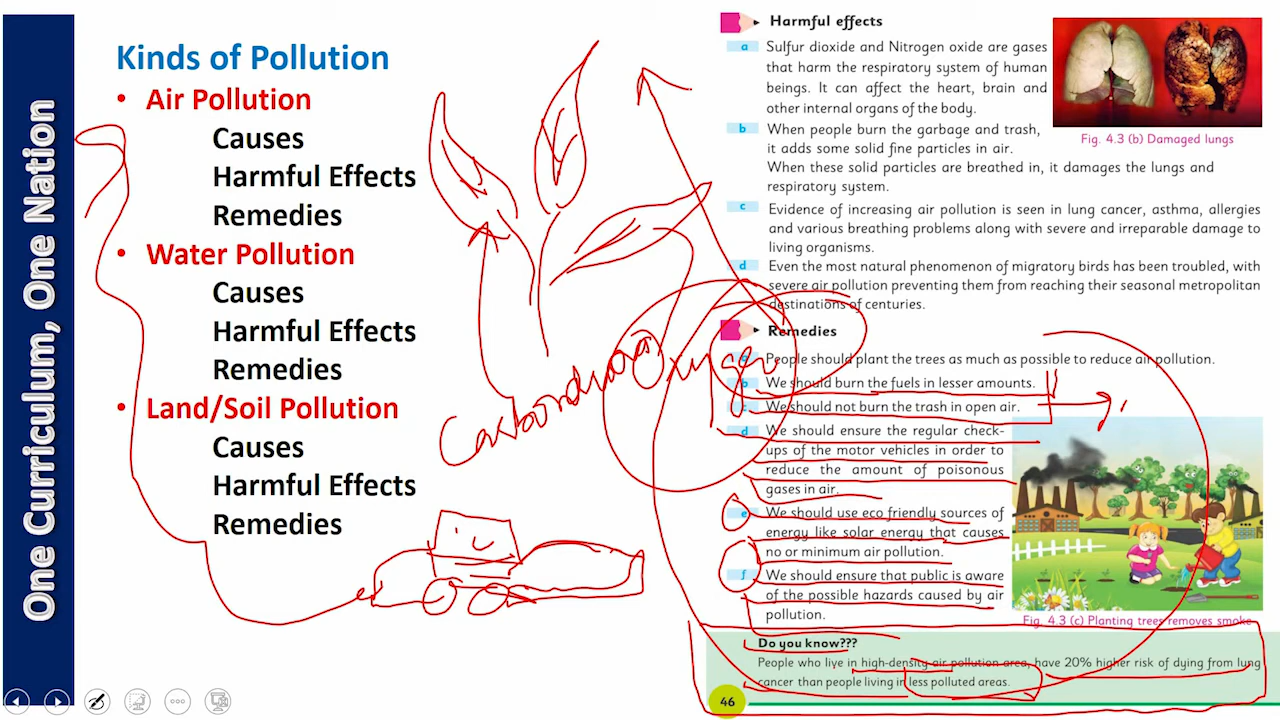 One Curriculum, One Nation
Kinds of Pollution
• Air Pollution
Causes
Harmful Effects
Remedies
• Water Pollution
Causes
Harmful Effects
Remedies
• Land/Soil Pollution
Causes
Harmful Effects
Remedies
Carbondioxide
Oxygen
Harmful effects
a Sulfur dioxide and Nitrogen oxide are gases
that harm the respiratory system of human
beings. It can affect the heart, brain and
other internal organs of the body.
b When people burn the garbage and trash,
it adds some solid fine particles in air.
When these solid particles are breathed in, it damages the lungs and
respiratory system.
c Evidence of increasing air pollution is seen in lung cancer, asthma, allergies
and various breathing problems along with severe and irreparable damage to
living organisms.
d Even the most natural phenomenon of migratory birds has been troubled, with
severe air pollution preventing them from reaching their seasonal metropolitan
destinations of centuries.
Fig. 4.3 (b) Damaged lungs
Remedies
a People should plant the trees as much as possible to reduce air pollution.
b We should burn the fuels in lesser amounts.
c We should not burn the trash in open air.
d We should ensure the regular check-
ups of the motor vehicles in order to
reduce the amount of poisonous
gases in air.
e We should use eco friendly sources of
energy like solar energy that causes
no or minimum air pollution.
f We should ensure that public is aware
of the possible hazards caused by air
pollution.
Fig. 4.3 (c) Planting trees removes smoke
Do you know???
People who live in high-density air pollution area, have 20% higher risk of dying from lung
cancer than people living in less polluted areas.
46